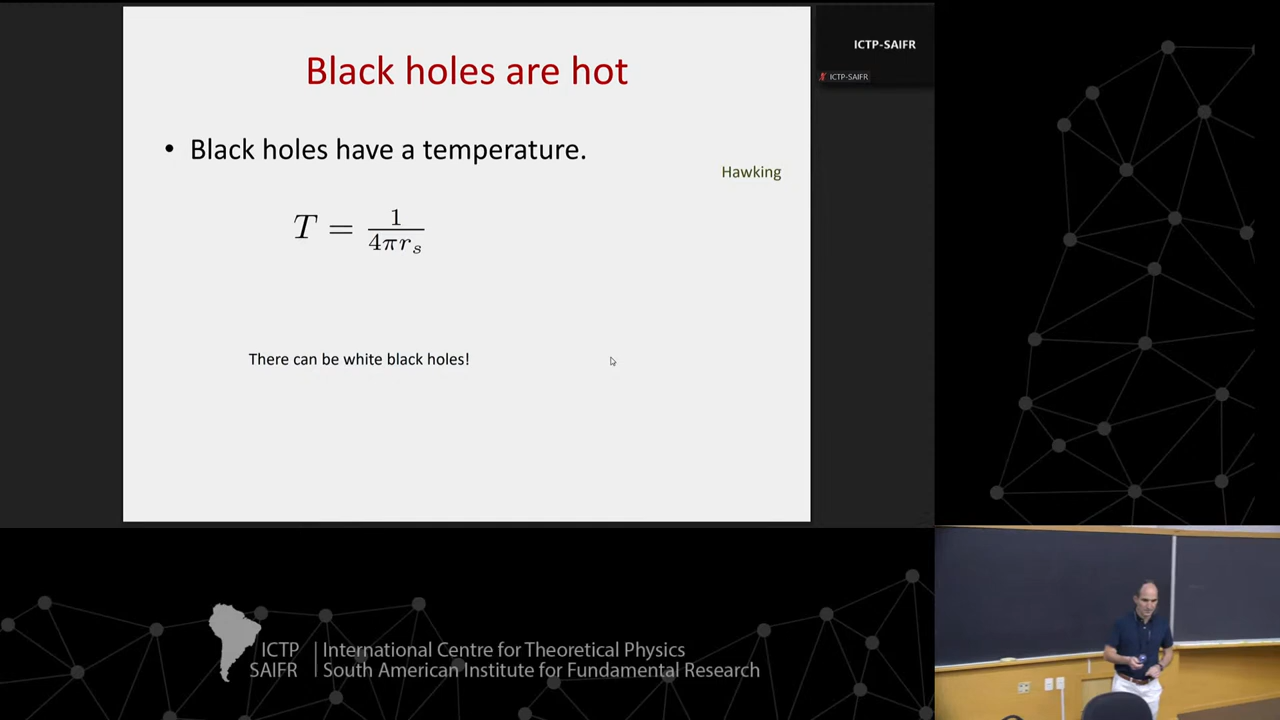 Black holes are hot
ICTP-SAIFR
ICTP-SAIFR
• Black holes have a temperature.
Hawking
T = 1/4πr_s
There can be white black holes!
ICTP International Centre for Theoretical Physics
SAIFR South American Institute for Fundamental Research